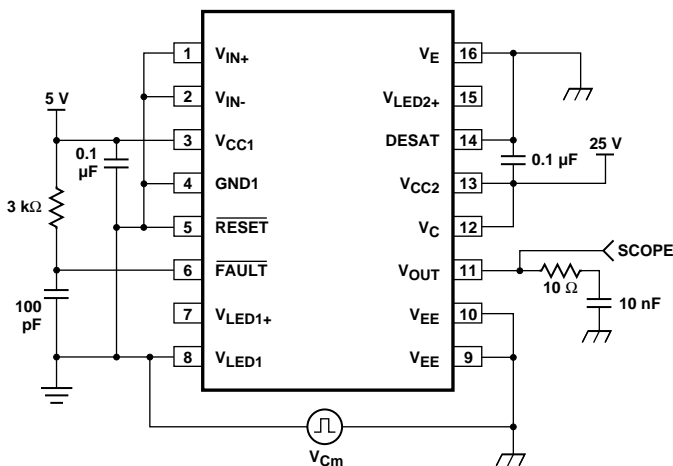 1 V_IN+
2 V_IN-
3 V_CC1
4 GND1
5 RESET
6 FAULT
7 V_LED1+
8 V_LED1
V_E 16
V_LED2+ 15
DESAT 14
V_CC2 13
V_C 12
V_OUT 11
V_EE 10
V_EE 9
5 V
0.1
µF
3 kΩ
100
pF
0.1 µF
25 V
SCOPE
10 Ω
10 nF
V_Cm